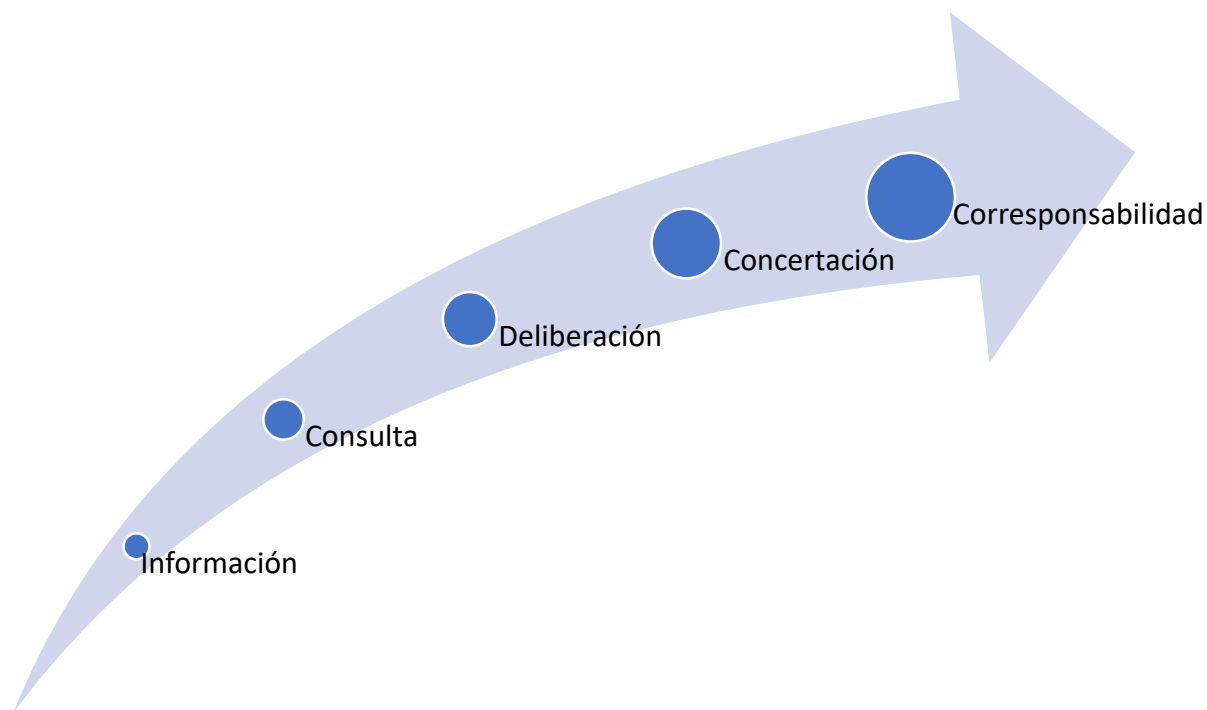 Corresponsabilidad
Concertación
Deliberación
Consulta
Información